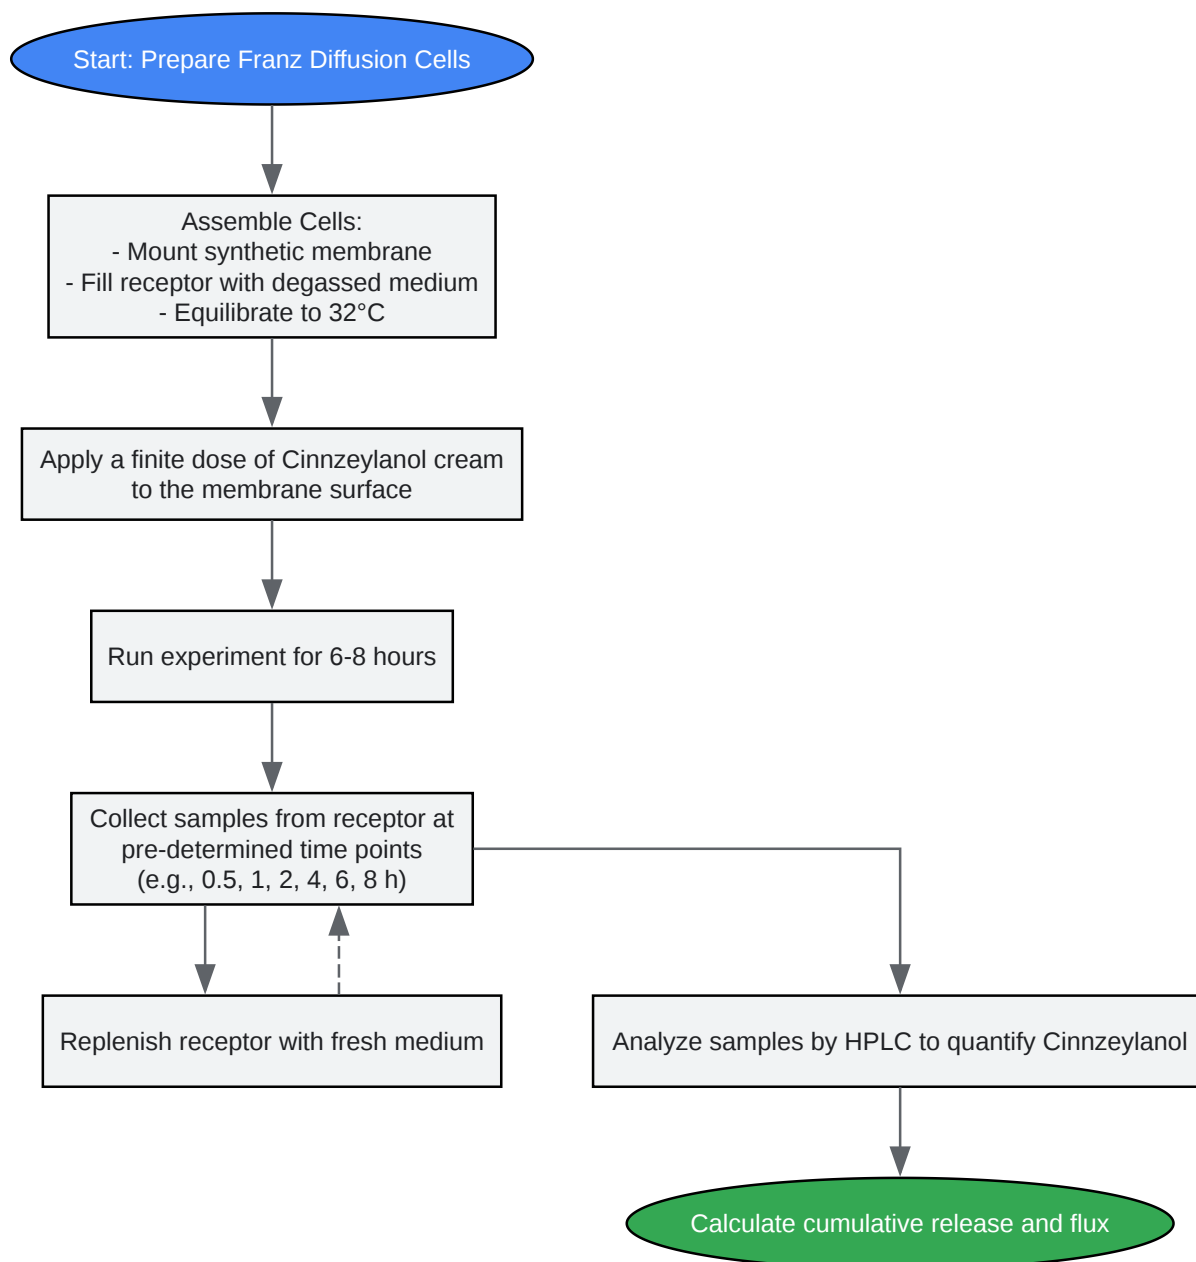 Start: Prepare Franz Diffusion Cells
Assemble Cells:
- Mount synthetic membrane
- Fill receptor with degassed medium
- Equilibrate to 32°C
Apply a finite dose of Cinnzeylanol cream
to the membrane surface
Run experiment for 6-8 hours
Collect samples from receptor at
pre-determined time points
(e.g., 0.5, 1, 2, 4, 6, 8 h)
Replenish receptor with fresh medium
Analyze samples by HPLC to quantify Cinnzeylanol
Calculate cumulative release and flux